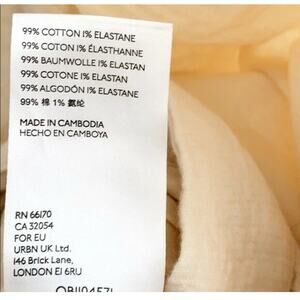 99% COTTON 1% ELASTANE
99% COTON 1% ÉLASTHANNE
99% BAUMWOLLE 1% ELASTAN
99% COTONE 1% ELASTAN
99% ALGODÓN 1% ELASTANE
99% 棉 1% 氨纶
MADE IN CAMBODIA
HECHO EN CAMBOYA
RN 66170
CA 32054
FOR EU
URBN UK Ltd.
146 Brick Lane,
LONDON E1 6RU